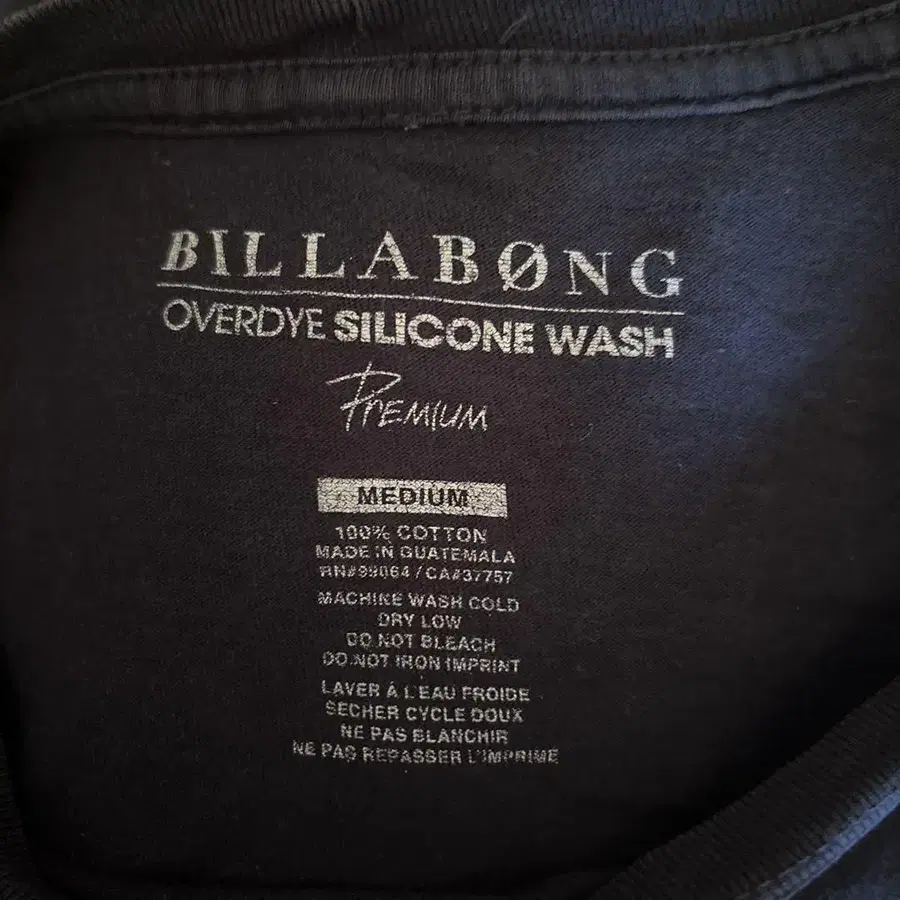 BILLABØNG
OVERDYE SILICONE WASH
PREMIUM
MEDIUM
100% COTTON
MADE IN GUATEMALA
RN#99064 / CA#37757
MACHINE WASH COLD
DRY LOW
DO NOT BLEACH
DO NOT IRON IMPRINT
LAVER À L'EAU FROIDE
SECHER CYCLE DOUX
NE PAS BLANCHIR
NE PAS REPASSER L'IMPRIME